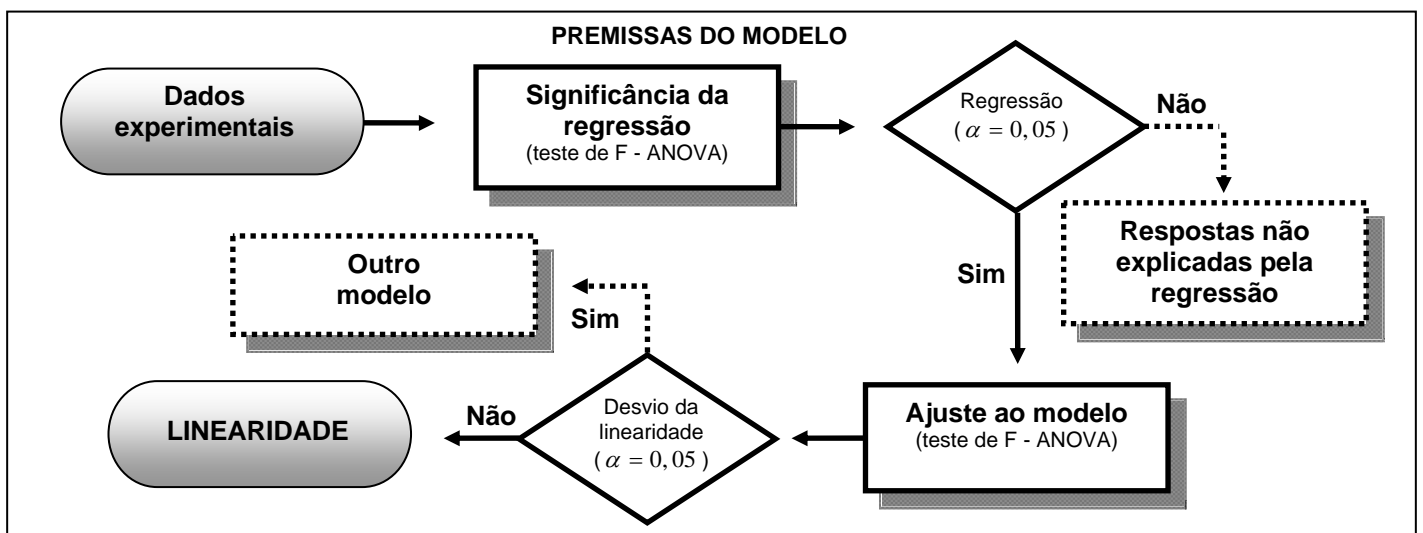 PREMISSAS DO MODELO
Dados
experimentais
Significância da
regressão
(teste de F - ANOVA)
Regressão
( α = 0,05 )
Não
Respostas não
explicadas pela
regressão
Sim
Outro
modelo
Sim
Ajuste ao modelo
(teste de F - ANOVA)
Desvio da
linearidade
( α = 0,05 )
Não
LINEARIDADE